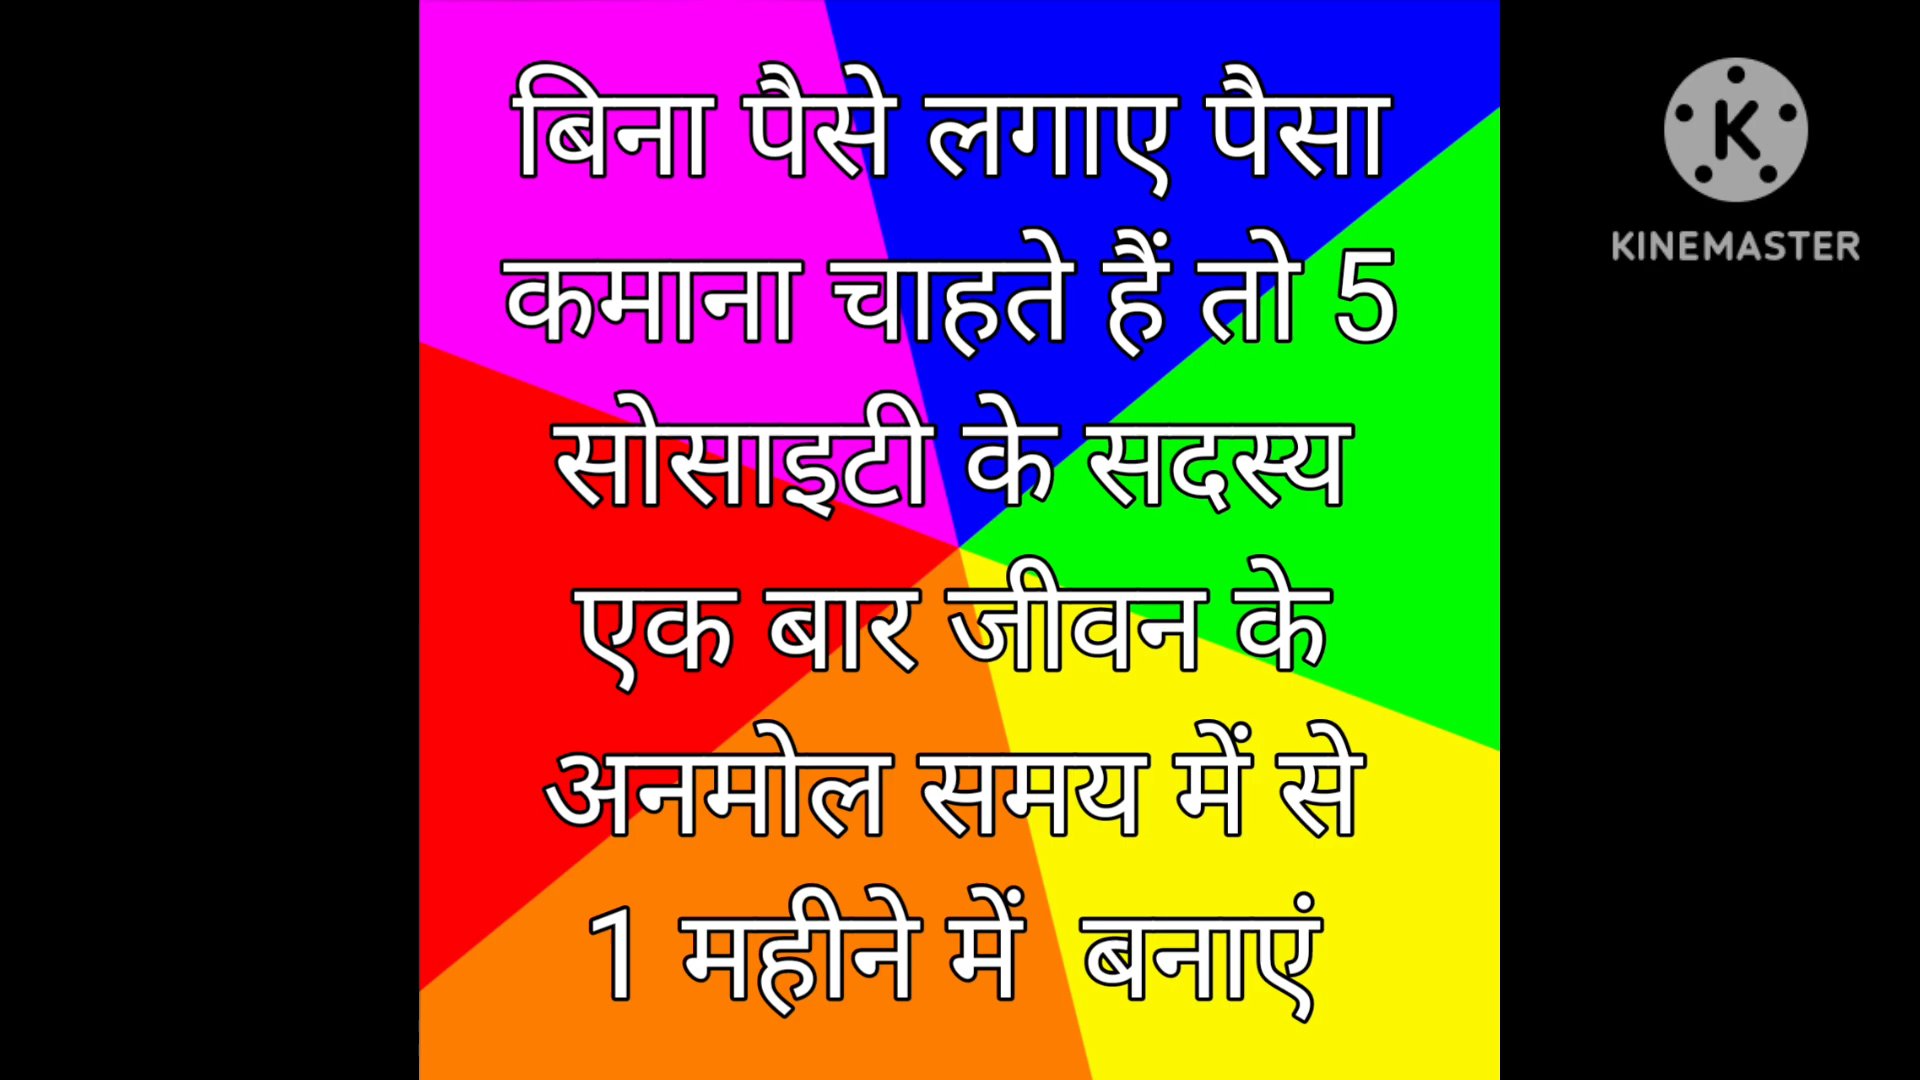 बिना पैसे लगाए पैसा
कमाना चाहते हैं तो 5
सोसाइटी के सदस्य
एक बार जीवन के
अनमोल समय में से
1 महीने में बनाएं
K
KINEMASTER